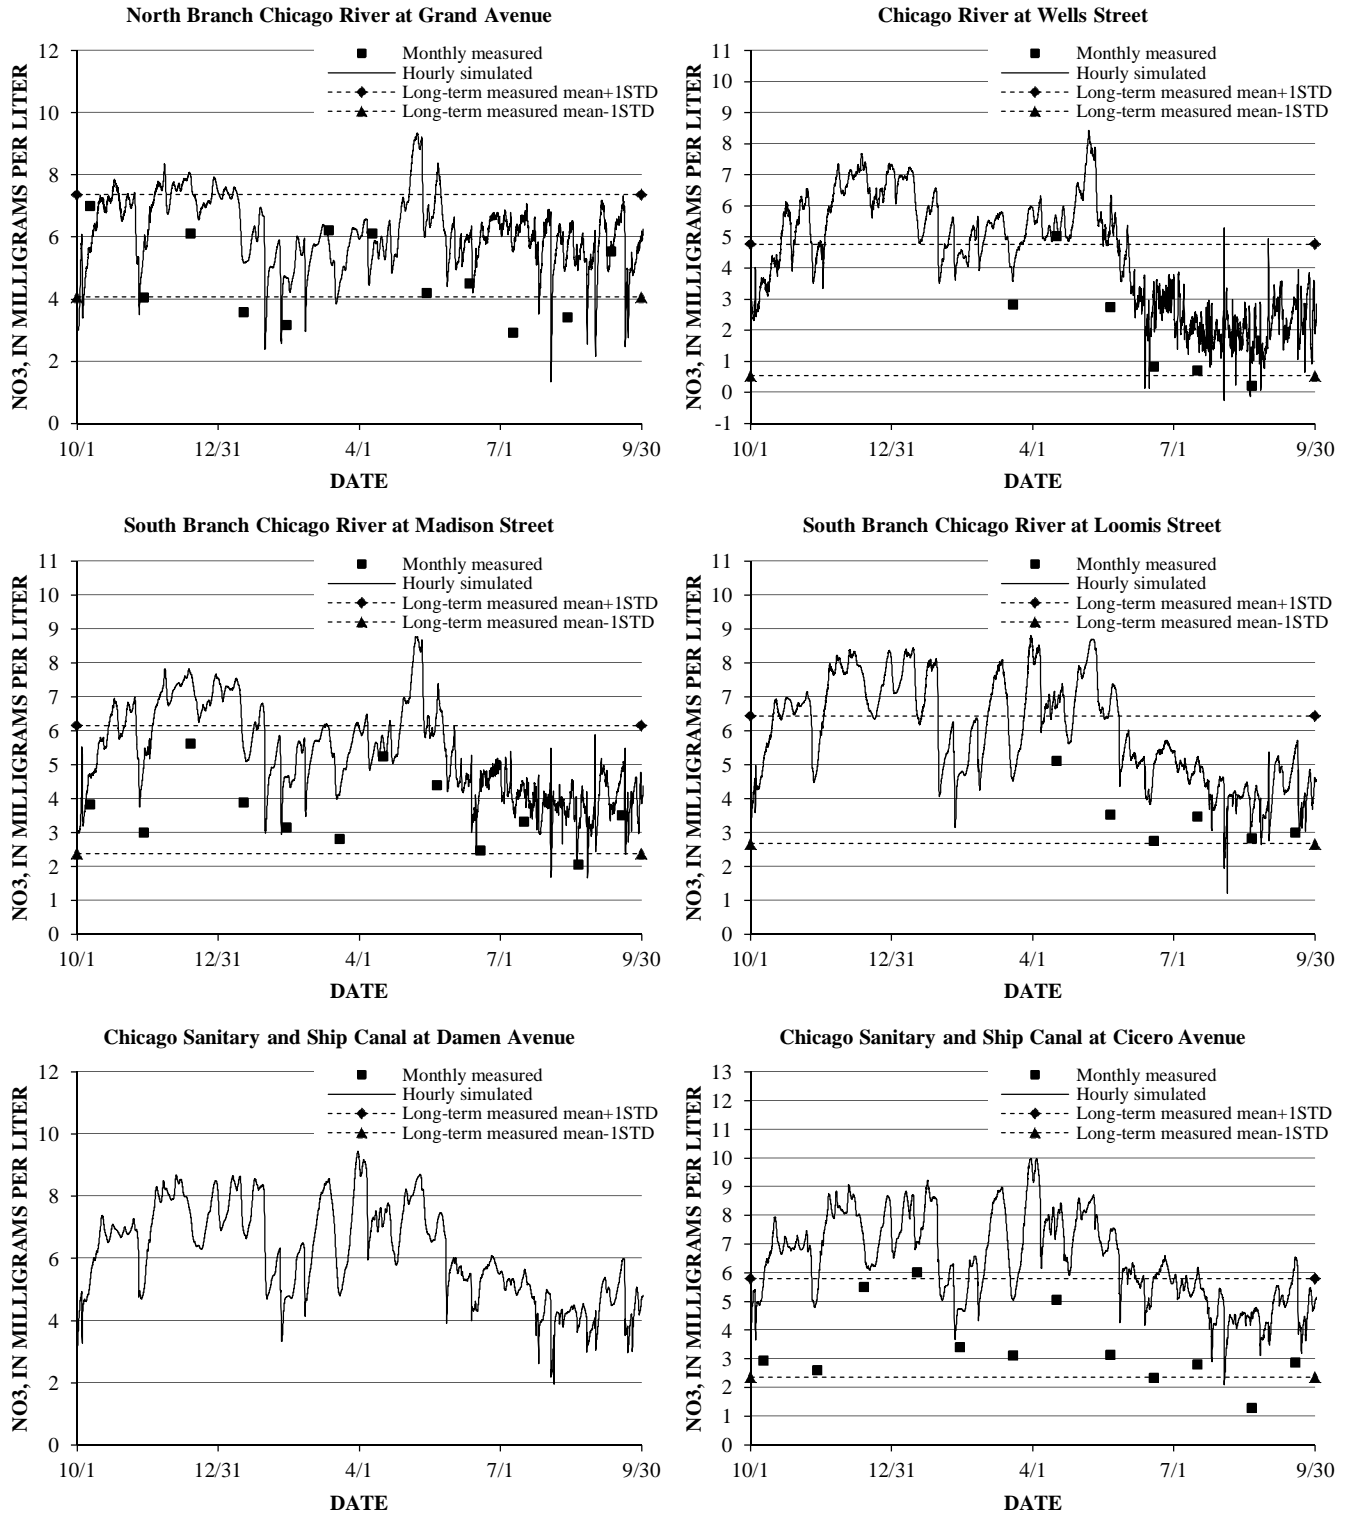 North Branch Chicago River at Grand Avenue
NO3, IN MILLIGRAMS PER LITER
12
10
8
6
4
2
0
Monthly measured
Hourly simulated
Long-term measured mean+1STD
Long-term measured mean-1STD
10/1 12/31 4/1 7/1 9/30
DATE
Chicago River at Wells Street
NO3, IN MILLIGRAMS PER LITER
11
10
9
8
7
6
5
4
3
2
1
0
-1
Monthly measured
Hourly simulated
Long-term measured mean+1STD
Long-term measured mean-1STD
10/1 12/31 4/1 7/1 9/30
DATE
South Branch Chicago River at Madison Street
NO3, IN MILLIGRAMS PER LITER
11
10
9
8
7
6
5
4
3
2
1
0
Monthly measured
Hourly simulated
Long-term measured mean+1STD
Long-term measured mean-1STD
10/1 12/31 4/1 7/1 9/30
DATE
South Branch Chicago River at Loomis Street
NO3, IN MILLIGRAMS PER LITER
11
10
9
8
7
6
5
4
3
2
1
0
Monthly measured
Hourly simulated
Long-term measured mean+1STD
Long-term measured mean-1STD
10/1 12/31 4/1 7/1 9/30
DATE
Chicago Sanitary and Ship Canal at Damen Avenue
NO3, IN MILLIGRAMS PER LITER
12
10
8
6
4
2
0
Monthly measured
Hourly simulated
Long-term measured mean+1STD
Long-term measured mean-1STD
10/1 12/31 4/1 7/1 9/30
DATE
Chicago Sanitary and Ship Canal at Cicero Avenue
NO3, IN MILLIGRAMS PER LITER
13
12
11
10
9
8
7
6
5
4
3
2
1
0
Monthly measured
Hourly simulated
Long-term measured mean+1STD
Long-term measured mean-1STD
10/1 12/31 4/1 7/1 9/30
DATE